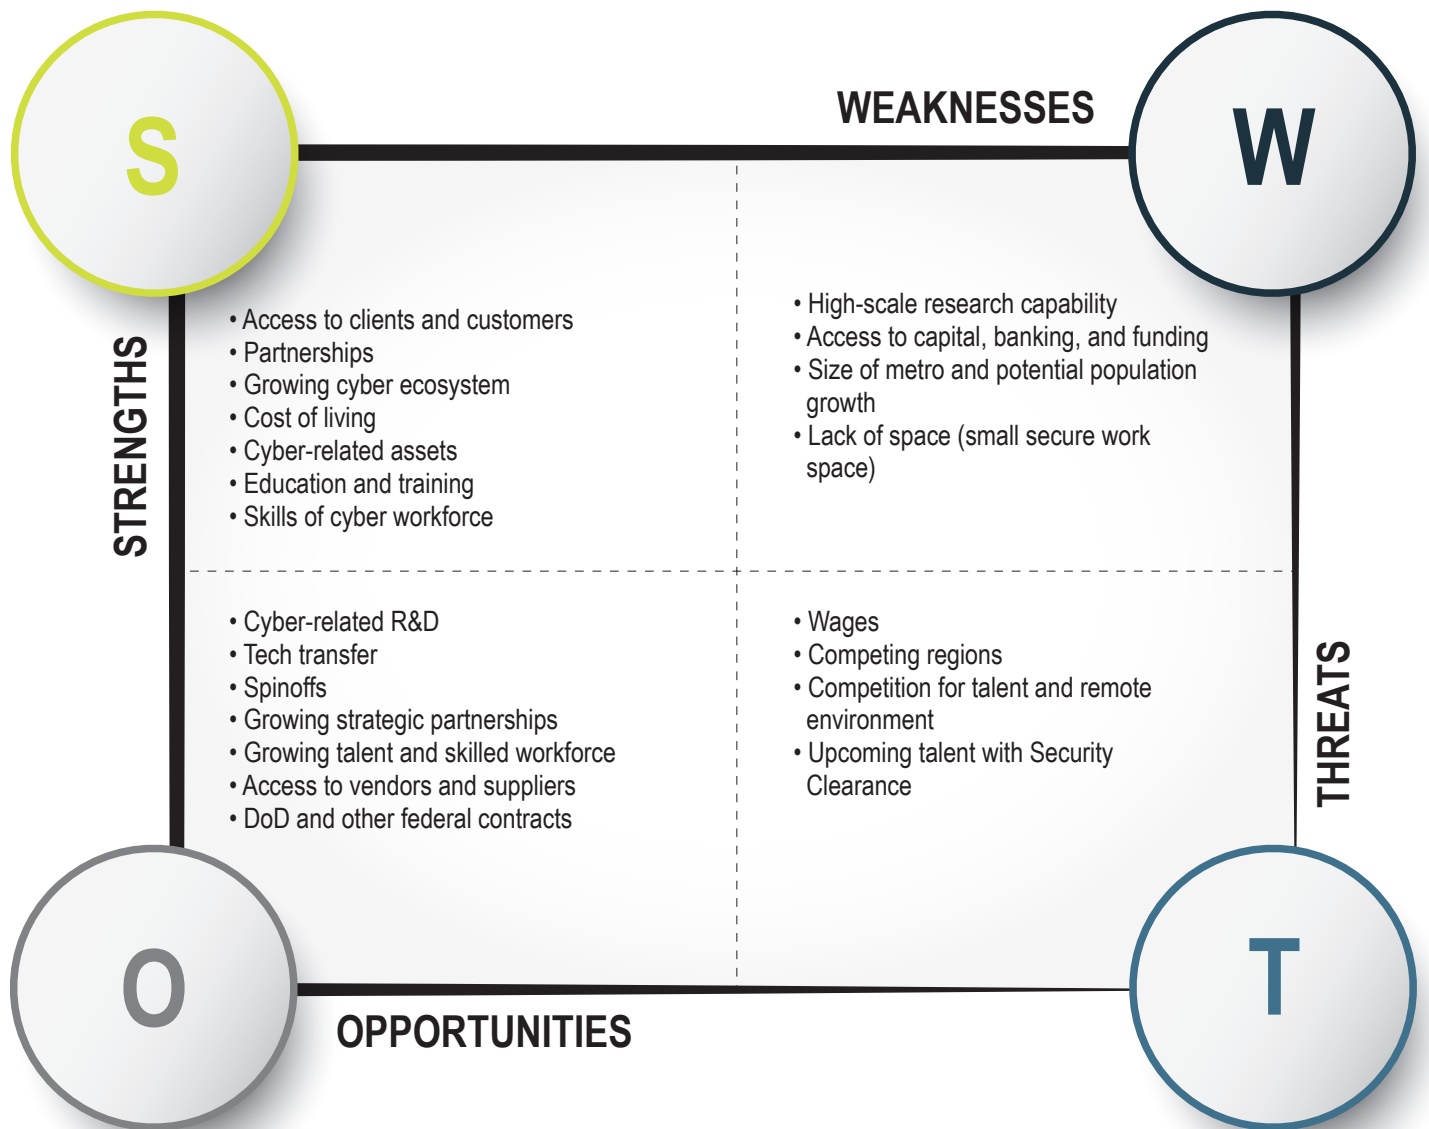 S
WEAKNESSES
W
STRENGTHS
• Access to clients and customers
• Partnerships
• Growing cyber ecosystem
• Cost of living
• Cyber-related assets
• Education and training
• Skills of cyber workforce
• High-scale research capability
• Access to capital, banking, and funding
• Size of metro and potential population
growth
• Lack of space (small secure work
space)
• Cyber-related R&D
• Tech transfer
• Spinoffs
• Growing strategic partnerships
• Growing talent and skilled workforce
• Access to vendors and suppliers
• DoD and other federal contracts
• Wages
• Competing regions
• Competition for talent and remote
environment
• Upcoming talent with Security
Clearance
THREATS
O
OPPORTUNITIES
T